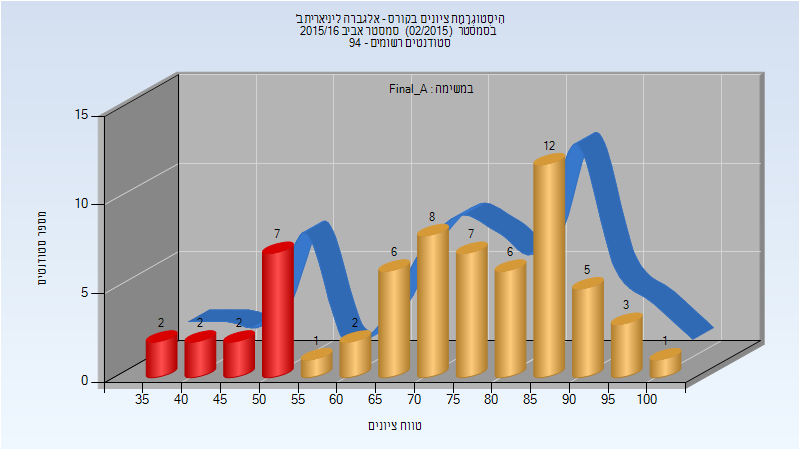 היסטוגרמת ציונים בקורס - אלגברה ליניארית ב'
בסמסטר (02/2015) סמסטר אביב 2015/16
סטודנטים רשומים - 94
במשימה : Final_A
מספר סטודנטים
15
10
5
0
2
2
2
7
1
2
6
8
7
6
12
5
3
1
35 40 45 50 55 60 65 70 75 80 85 90 95 100
טווח ציונים